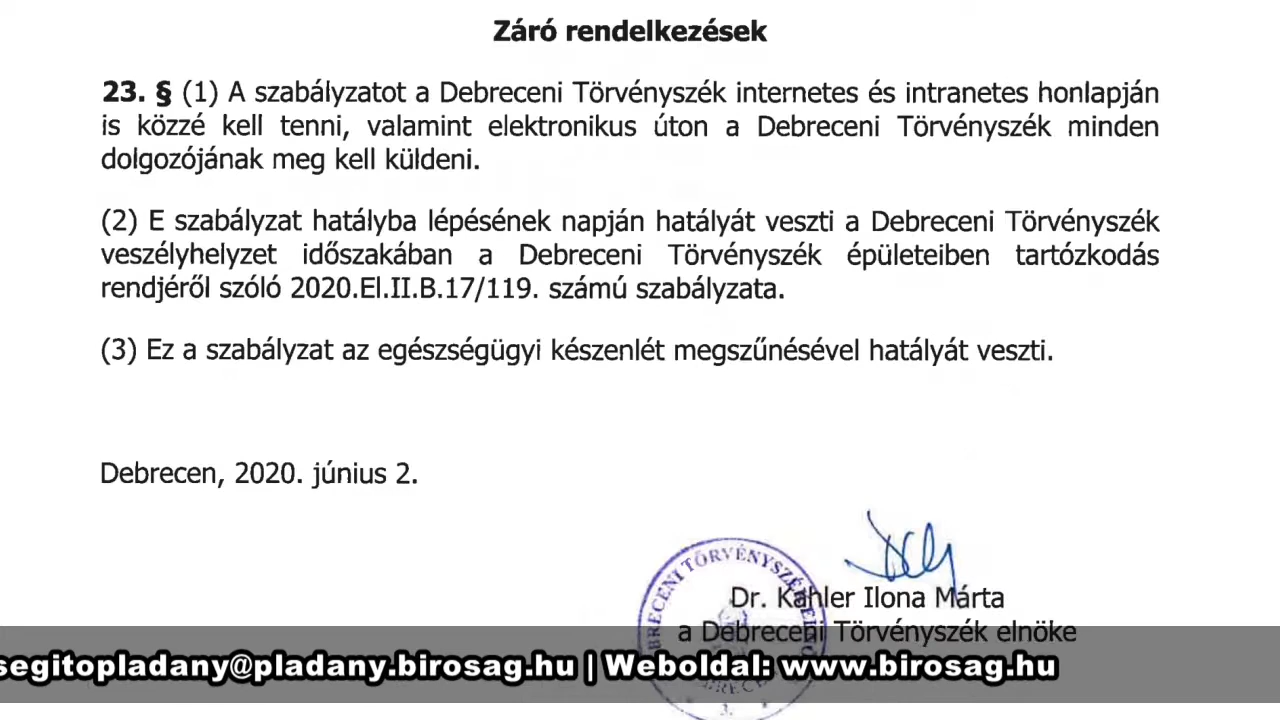 Záró rendelkezések
23. § (1) A szabályzatot a Debreceni Törvényszék internetes és intranetes honlapján
is közzé kell tenni, valamint elektronikus úton a Debreceni Törvényszék minden
dolgozójának meg kell küldeni.
(2) E szabályzat hatályba lépésének napján hatályát veszti a Debreceni Törvényszék
veszélyhelyzet időszakában a Debreceni Törvényszék épületeiben tartózkodás
rendjéről szóló 2020.El.II.B.17/119. számú szabályzata.
(3) Ez a szabályzat az egészségügyi készenlét megszűnésével hatályát veszti.
Debrecen, 2020. június 2.
BRECENI TÖRVÉNYSZÉK
Dr. Kahler Ilona Márta
a Debreceni Törvényszék elnöke
segitopladany@pladany.birosag.hu | Weboldal: www.birosag.hu